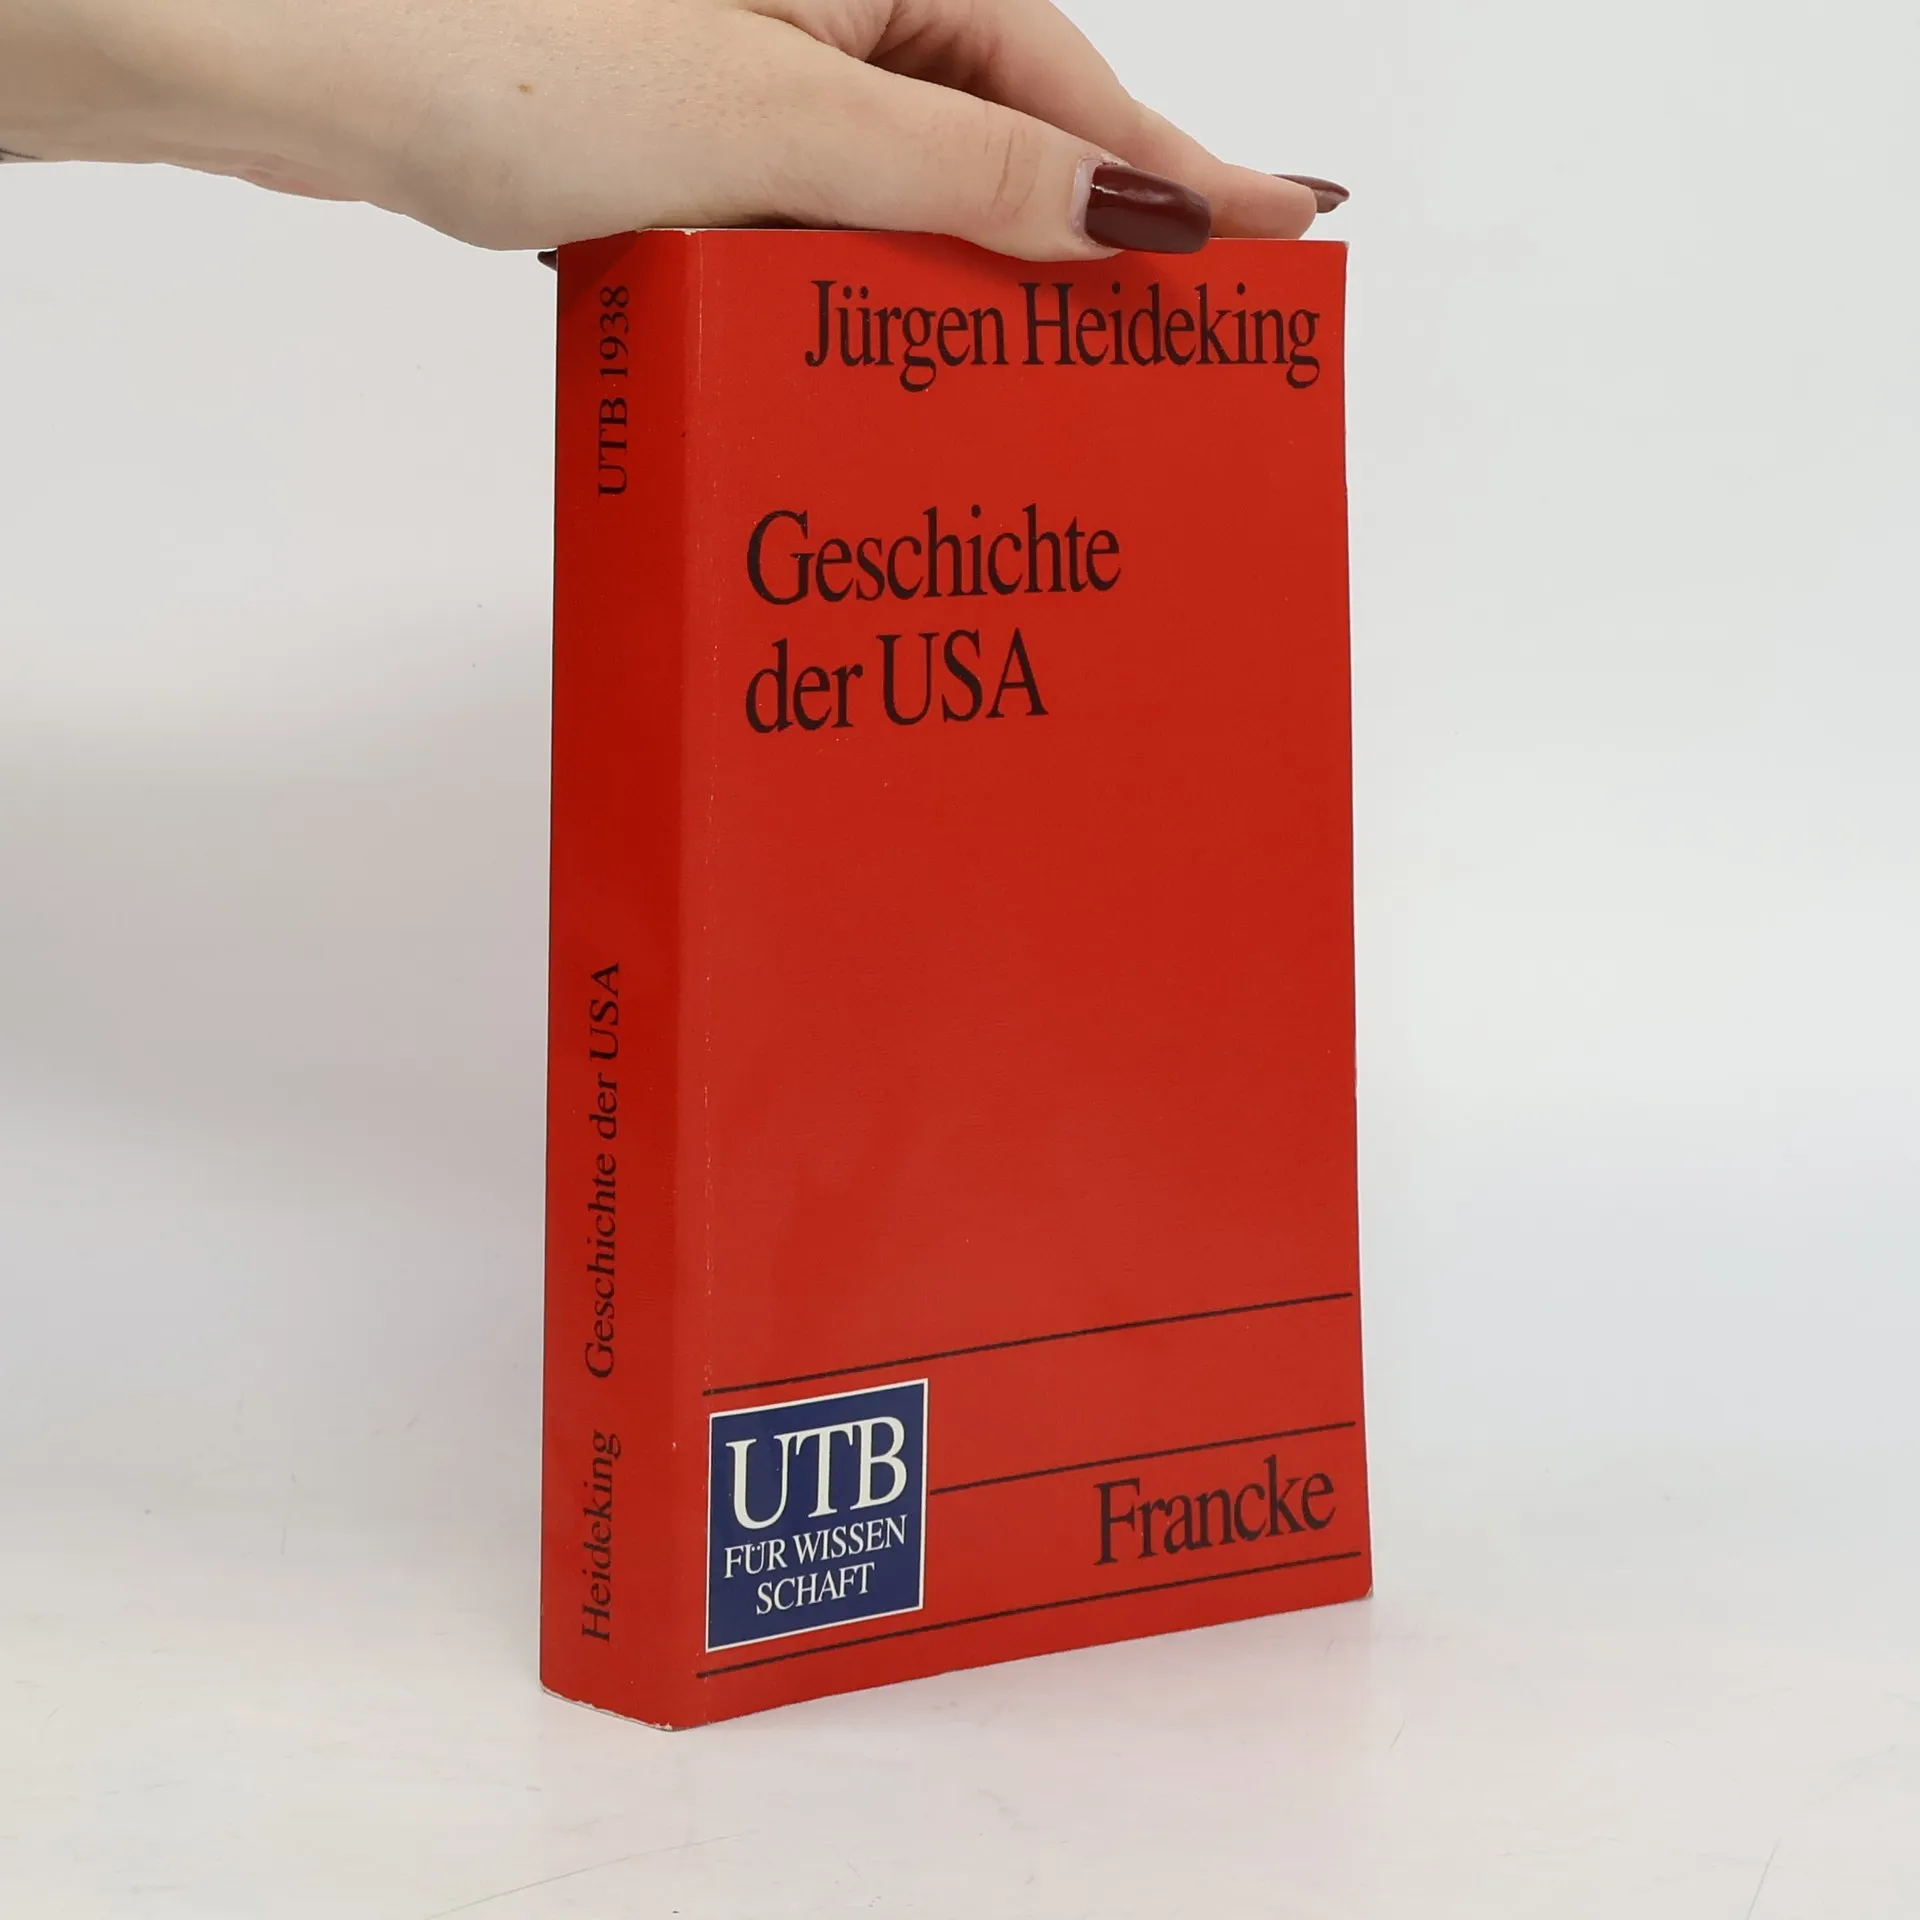 Jürgen Heideking
Geschichte
der USA
UTB
FÜR WISSEN
SCHAFT
Francke
Heideking Geschichte der USA UTB 1938